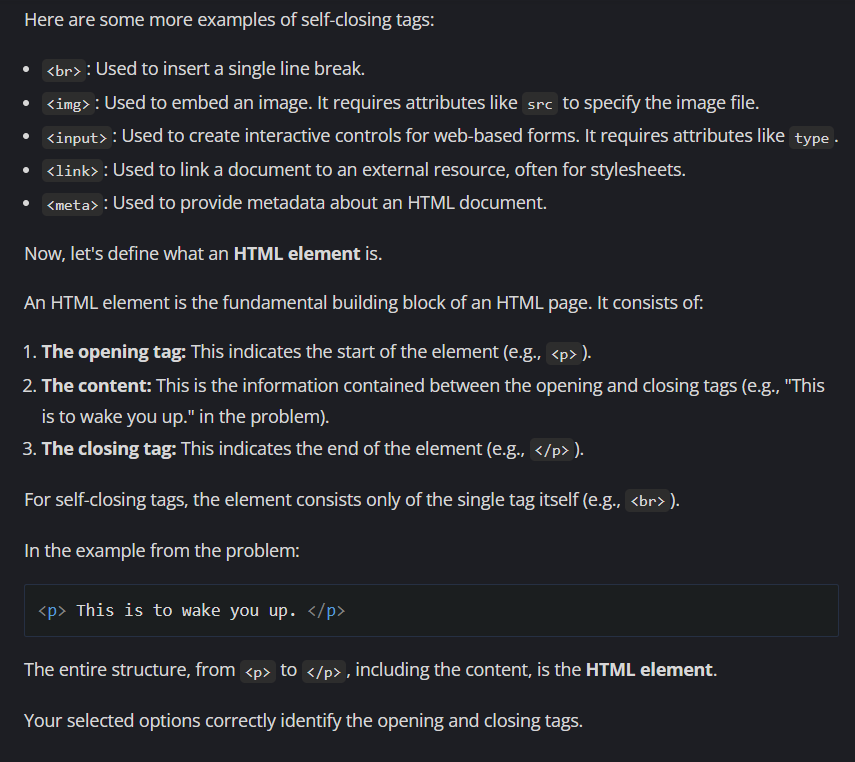 Here are some more examples of self-closing tags:
• <br>: Used to insert a single line break.
• <img>: Used to embed an image. It requires attributes like src to specify the image file.
• <input>: Used to create interactive controls for web-based forms. It requires attributes like type.
• <link>: Used to link a document to an external resource, often for stylesheets.
• <meta>: Used to provide metadata about an HTML document.
Now, let's define what an HTML element is.
An HTML element is the fundamental building block of an HTML page. It consists of:
1. The opening tag: This indicates the start of the element (e.g., <p>).
2. The content: This is the information contained between the opening and closing tags (e.g., "This
is to wake you up." in the problem).
3. The closing tag: This indicates the end of the element (e.g., </p>).
For self-closing tags, the element consists only of the single tag itself (e.g., <br>).
In the example from the problem:
<p> This is to wake you up. </p>
The entire structure, from <p> to </p>, including the content, is the HTML element.
Your selected options correctly identify the opening and closing tags.